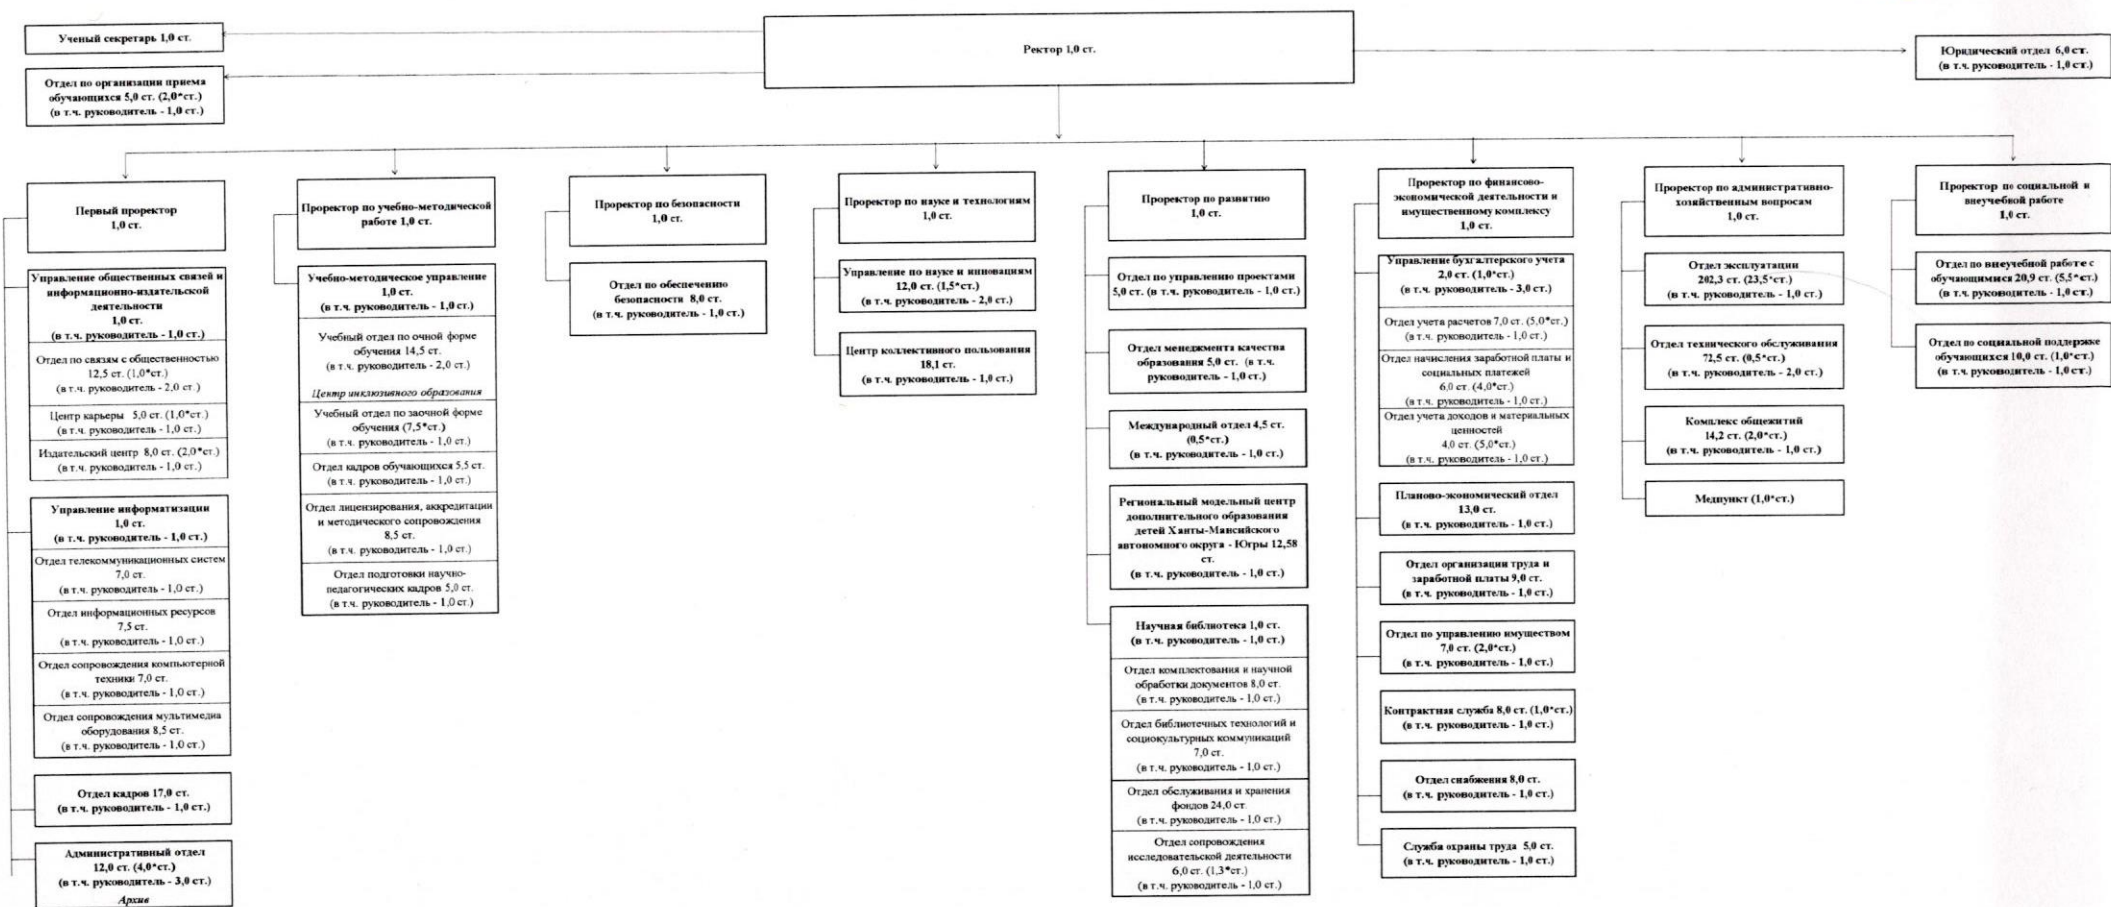 Ученый секретарь 1,0 ст.
Отдел по организации приема
обучающихся 5,0 ст. (2,0*ст.)
(в т.ч. руководитель - 1,0 ст.)
Ректор 1,0 ст.
Юридический отдел 6,0 ст.
(в т.ч. руководитель - 1,0 ст.)
Первый проректор
1,0 ст.
Управление общественных связей и
информационно-издательской
деятельности
1,0 ст.
(в т.ч. руководитель - 1,0 ст.)
Отдел по связям с общественностью
12,5 ст. (1,0*ст.)
(в т.ч. руководитель - 2,0 ст.)
Центр карьеры 5,0 ст. (1,0*ст.)
(в т.ч. руководитель - 1,0 ст.)
Издательский центр 8,0 ст. (2,0*ст.)
(в т.ч. руководитель - 1,0 ст.)
Управление информатизации
1,0 ст.
(в т.ч. руководитель - 1,0 ст.)
Отдел телекоммуникационных систем
7,0 ст.
(в т.ч. руководитель - 1,0 ст.)
Отдел информационных ресурсов
7,5 ст.
(в т.ч. руководитель - 1,0 ст.)
Отдел сопровождения компьютерной
техники 7,0 ст.
(в т.ч. руководитель - 1,0 ст.)
Отдел сопровождения мультимедиа
оборудования 8,5 ст.
(в т.ч. руководитель - 1,0 ст.)
Отдел кадров 17,0 ст.
(в т.ч. руководитель - 1,0 ст.)
Административный отдел
12,0 ст. (4,0*ст.)
(в т.ч. руководитель - 3,0 ст.)
Архив
Проректор по учебно-методической
работе 1,0 ст.
Учебно-методическое управление
1,0 ст.
(в т.ч. руководитель - 1,0 ст.)
Учебный отдел по очной форме
обучения 14,5 ст.
(в т.ч. руководитель - 2,0 ст.)
Центр инклюзивного образования
Учебный отдел по заочной форме
обучения (7,5*ст.)
(в т.ч. руководитель - 1,0 ст.)
Отдел кадров обучающихся 5,5 ст.
(в т.ч. руководитель - 1,0 ст.)
Отдел лицензирования, аккредитации
и методического сопровождения
8,5 ст.
(в т.ч. руководитель - 1,0 ст.)
Отдел подготовки научно-
педагогических кадров 5,0 ст.
(в т.ч. руководитель - 1,0 ст.)
Проректор по безопасности
1,0 ст.
Отдел по обеспечению
безопасности 8,0 ст.
(в т.ч. руководитель - 1,0 ст.)
Проректор по науке и технологиям
1,0 ст.
Управление по науке и инновациям
12,0 ст. (1,5*ст.)
(в т.ч. руководитель - 2,0 ст.)
Центр коллективного пользования
18,1 ст.
(в т.ч. руководитель - 1,0 ст.)
Проректор по развитию
1,0 ст.
Отдел по управлению проектами
5,0 ст. (в т.ч. руководитель - 1,0 ст.)
Отдел менеджмента качества
образования 5,0 ст. (в т.ч.
руководитель - 1,0 ст.)
Международный отдел 4,5 ст.
(0,5*ст.)
(в т.ч. руководитель - 1,0 ст.)
Региональный модельный центр
дополнительного образования
детей Ханты-Мансийского
автономного округа - Югры 12,58
ст.
(в т.ч. руководитель - 1,0 ст.)
Научная библиотека 1,0 ст.
(в т.ч. руководитель - 1,0 ст.)
Отдел комплектования и научной
обработки документов 8,0 ст.
(в т.ч. руководитель - 1,0 ст.)
Отдел библиотечных технологий и
социокультурных коммуникаций
7,0 ст.
(в т.ч. руководитель - 1,0 ст.)
Отдел обслуживания и хранения
фондов 24,0 ст.
(в т.ч. руководитель - 1,0 ст.)
Отдел сопровождения
исследовательской деятельности
6,0 ст. (1,3*ст.)
(в т.ч. руководитель - 1,0 ст.)
Проректор по финансово-
экономической деятельности и
имущественному комплексу
1,0 ст.
Управление бухгалтерского учета
2,0 ст. (1,0*ст.)
(в т.ч. руководитель - 3,0 ст.)
Отдел учета расчетов 7,0 ст. (5,0*ст.)
(в т.ч. руководитель - 1,0 ст.)
Отдел начисления заработной платы и
социальных платежей
6,0 ст. (4,0*ст.)
(в т.ч. руководитель - 1,0 ст.)
Отдел учета доходов и материальных
ценностей
4,0 ст. (5,0*ст.)
(в т.ч. руководитель - 1,0 ст.)
Планово-экономический отдел
13,0 ст.
(в т.ч. руководитель - 1,0 ст.)
Отдел организации труда и
заработной платы 9,0 ст.
(в т.ч. руководитель - 1,0 ст.)
Отдел по управлению имуществом
7,0 ст. (2,0*ст.)
(в т.ч. руководитель - 1,0 ст.)
Контрактная служба 8,0 ст. (1,0*ст.)
(в т.ч. руководитель - 1,0 ст.)
Отдел снабжения 8,0 ст.
(в т.ч. руководитель - 1,0 ст.)
Служба охраны труда 5,0 ст.
(в т.ч. руководитель - 1,0 ст.)
Проректор по административно-
хозяйственным вопросам
1,0 ст.
Отдел эксплуатации
202,3 ст. (23,5*ст.)
(в т.ч. руководитель - 1,0 ст.)
Отдел технического обслуживания
72,5 ст. (0,5*ст.)
(в т.ч. руководитель - 2,0 ст.)
Комплекс общежитий
14,2 ст. (2,0*ст.)
(в т.ч. руководитель - 1,0 ст.)
Медпункт (1,0*ст.)
Проректор по социальной и
внеучебной работе
1,0 ст.
Отдел по внеучебной работе с
обучающимися 20,9 ст. (5,5*ст.)
(в т.ч. руководитель - 1,0 ст.)
Отдел по социальной поддержке
обучающихся 10,0 ст. (1,0*ст.)
(в т.ч. руководитель - 1,0 ст.)